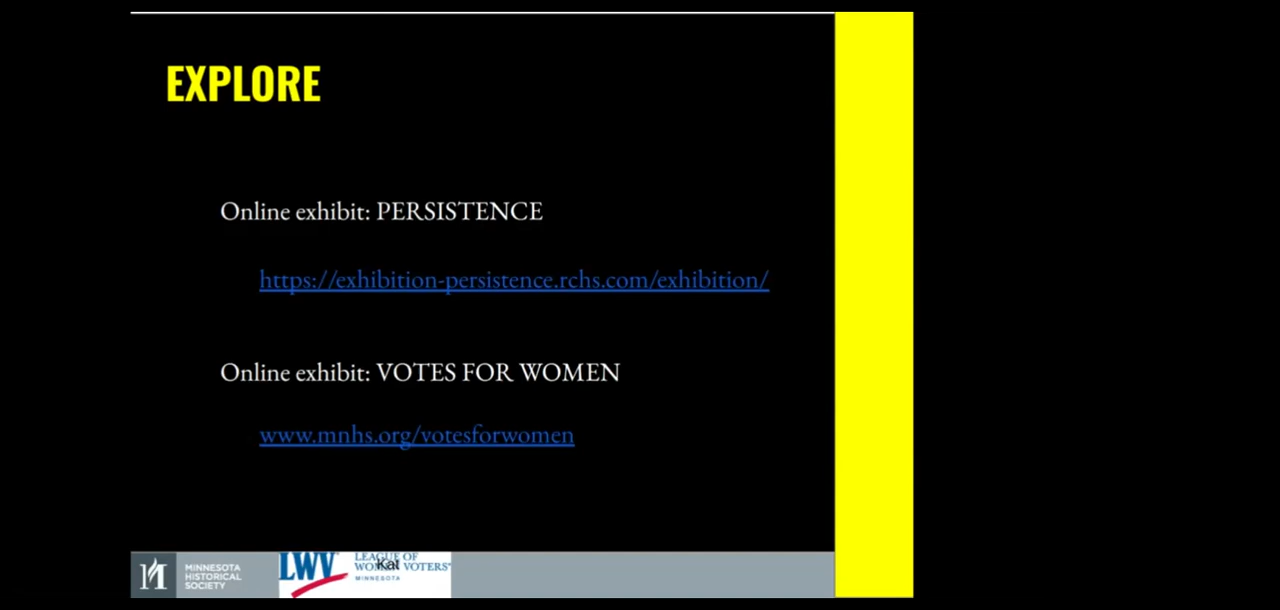 EXPLORE
Online exhibit: PERSISTENCE
https://exhibition-persistence.rchs.com/exhibition/
Online exhibit: VOTES FOR WOMEN
www.mnhs.org/votesforwomen
MINNESOTA
HISTORICAL
SOCIETY
LWV
LEAGUE OF
WOMEN VOTERS®
MINNESOTA
Kal